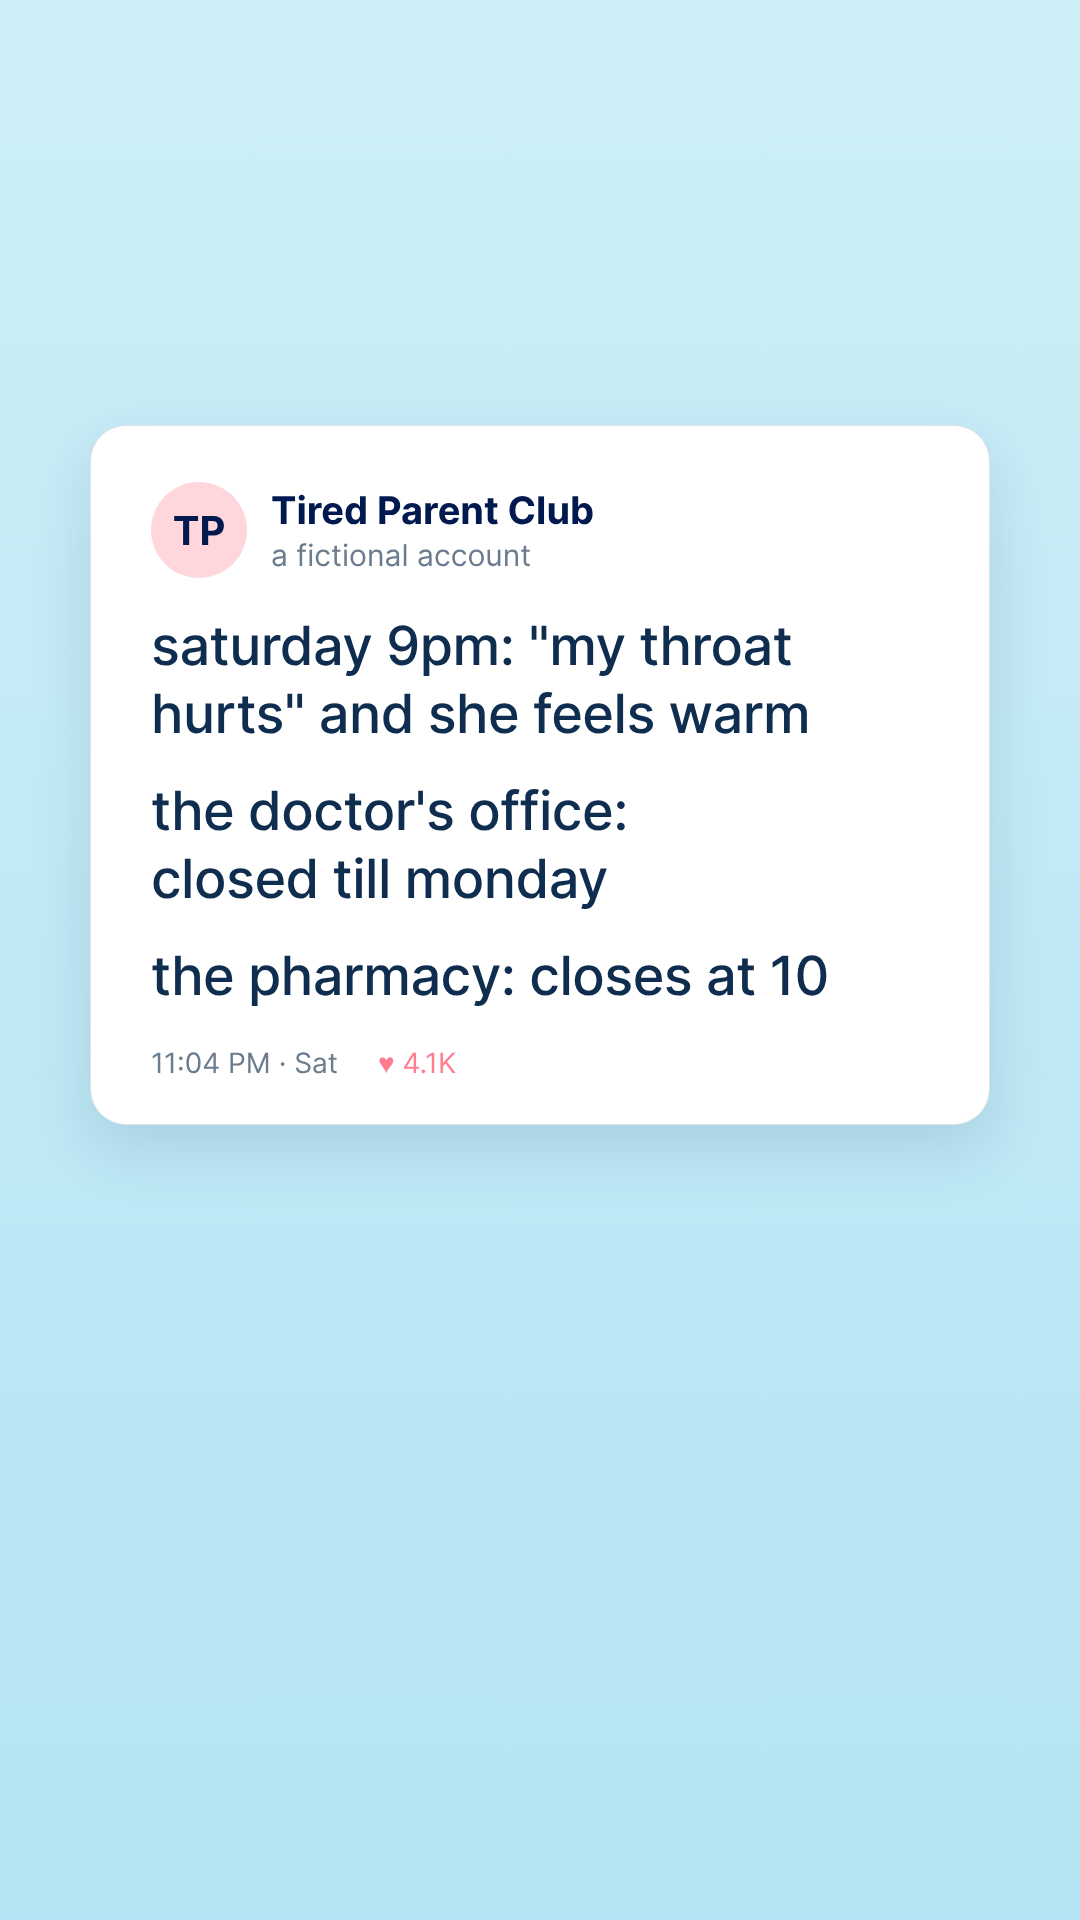 TP
Tired Parent Club
a fictional account
saturday 9pm: "my throat
hurts" and she feels warm
the doctor's office:
closed till monday
the pharmacy: closes at 10
11:04 PM · Sat ♥ 4.1K